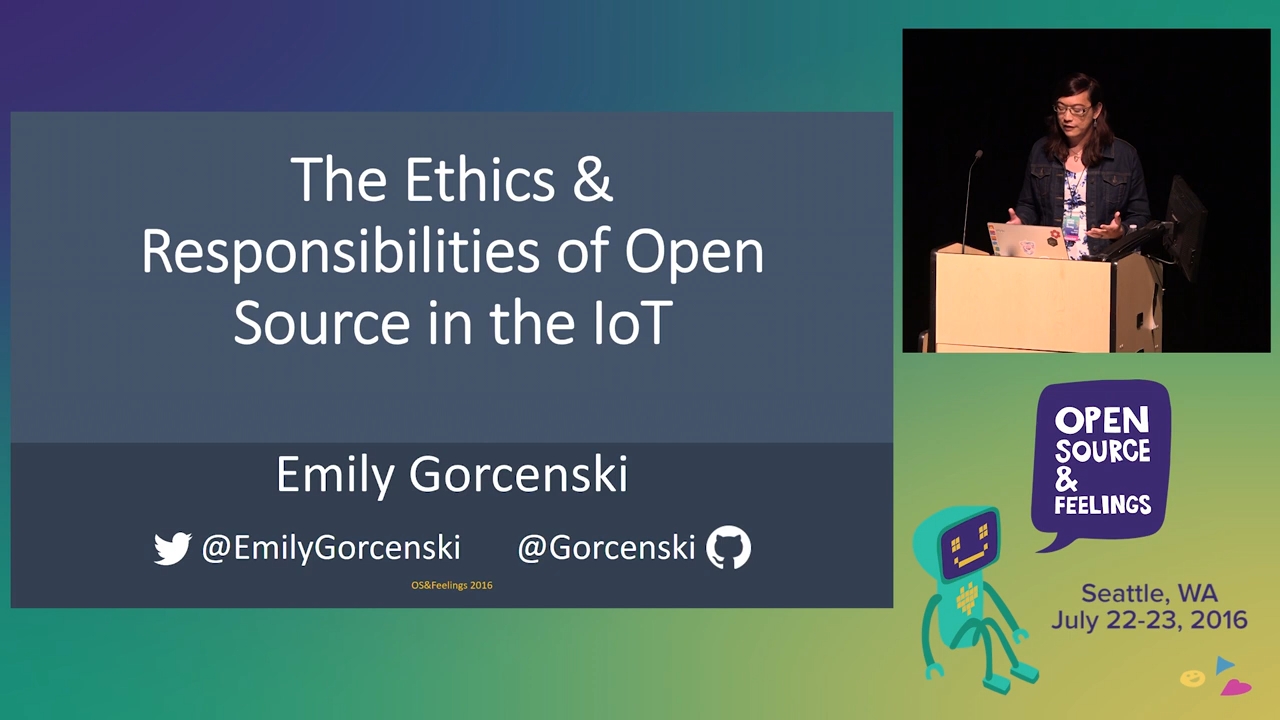 The Ethics &
Responsibilities of Open
Source in the IoT
Emily Gorcenski
@EmilyGorcenski @Gorcenski
OS&Feelings 2016
OPEN
SOURCE
&
FEELINGS
Seattle, WA
July 22-23, 2016